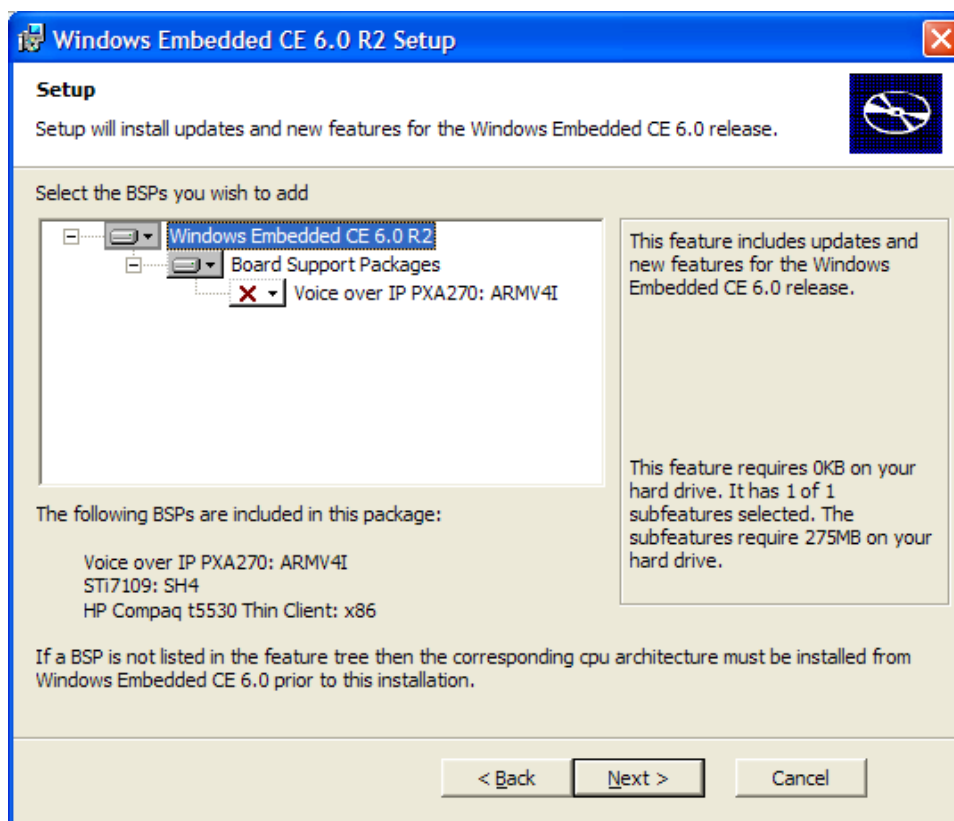 Windows Embedded CE 6.0 R2 Setup
Setup
Setup will install updates and new features for the Windows Embedded CE 6.0 release.
Select the BSPs you wish to add
Windows Embedded CE 6.0 R2
Board Support Packages
Voice over IP PXA270: ARMV4I
This feature includes updates and
new features for the Windows
Embedded CE 6.0 release.
This feature requires 0KB on your
hard drive. It has 1 of 1
subfeatures selected. The
subfeatures require 275MB on your
hard drive.
The following BSPs are included in this package:
Voice over IP PXA270: ARMV4I
STi7109: SH4
HP Compaq t5530 Thin Client: x86
If a BSP is not listed in the feature tree then the corresponding cpu architecture must be installed from
Windows Embedded CE 6.0 prior to this installation.
< Back
Next >
Cancel